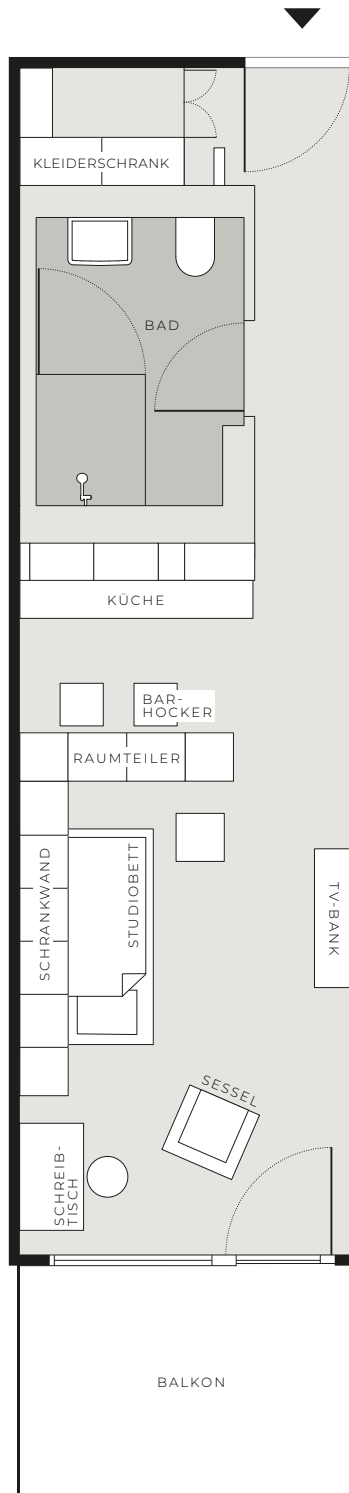 KLEIDERSCHRANK
BAD
KÜCHE
BAR-
HOCKER
RAUMTEILER
STUDIOBETT
SCHRANKWAND
TV-BANK
SESSEL
SCHREIB-
TISCH
BALKON